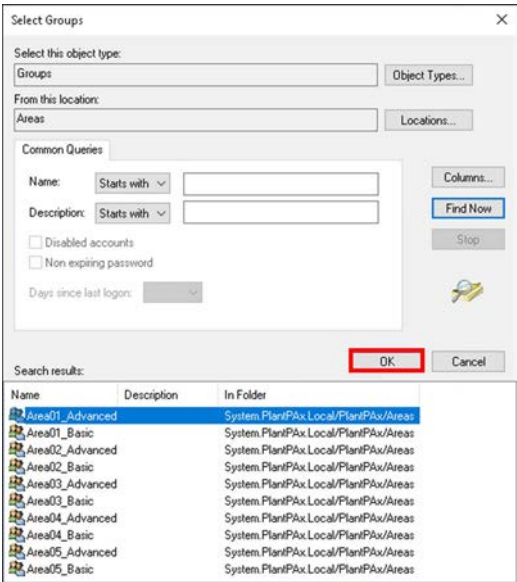 Select Groups
Select this object type:
Groups
Object Types...
From this location:
Areas
Locations...
Common Queries
Name: Starts with
Columns...
Description: Starts with
Find Now
Disabled accounts
Stop
Non expiring password
Days since last logon:
OK
Cancel
Search results:
Name Description In Folder
Area01_Advanced System.PlantPAx.Local/PlantPAx/Areas
Area01_Basic System.PlantPAx.Local/PlantPAx/Areas
Area02_Advanced System.PlantPAx.Local/PlantPAx/Areas
Area02_Basic System.PlantPAx.Local/PlantPAx/Areas
Area03_Advanced System.PlantPAx.Local/PlantPAx/Areas
Area03_Basic System.PlantPAx.Local/PlantPAx/Areas
Area04_Advanced System.PlantPAx.Local/PlantPAx/Areas
Area04_Basic System.PlantPAx.Local/PlantPAx/Areas
Area05_Advanced System.PlantPAx.Local/PlantPAx/Areas
Area05_Basic System.PlantPAx.Local/PlantPAx/Areas